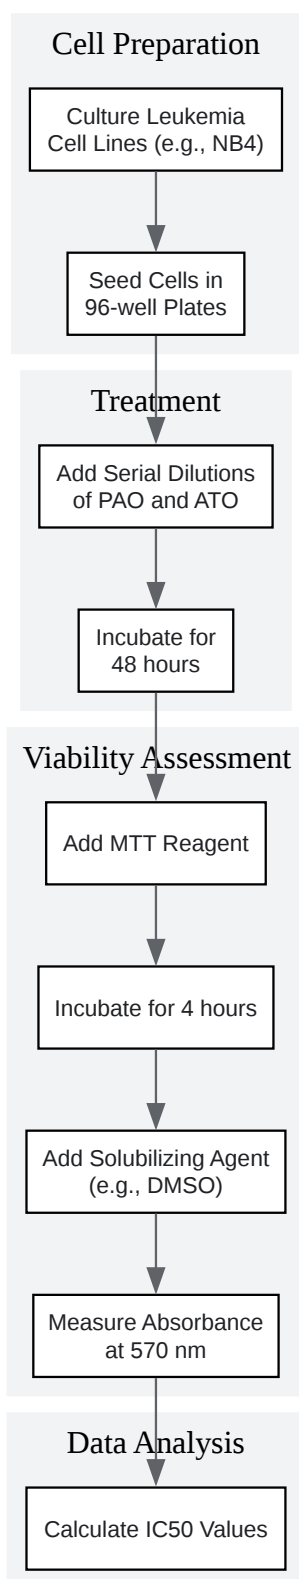 Cell Preparation
Culture Leukemia
Cell Lines (e.g., NB4)
Seed Cells in
96-well Plates
Treatment
Add Serial Dilutions
of PAO and ATO
Incubate for
48 hours
Viability Assessment
Add MTT Reagent
Incubate for 4 hours
Add Solubilizing Agent
(e.g., DMSO)
Measure Absorbance
at 570 nm
Data Analysis
Calculate IC50 Values